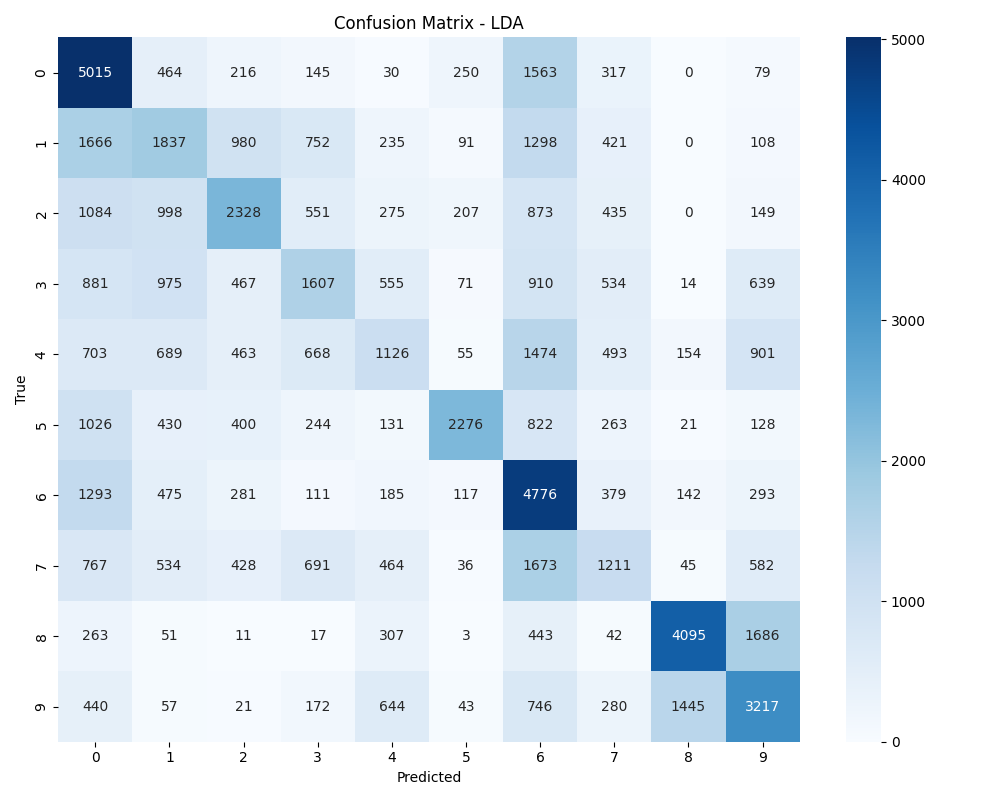 Confusion Matrix - LDA
0 5015 464 216 145 30 250 1563 317 0 79
1 1666 1837 980 752 235 91 1298 421 0 108
2 1084 998 2328 551 275 207 873 435 0 149
3 881 975 467 1607 555 71 910 534 14 639
4 703 689 463 668 1126 55 1474 493 154 901
5 1026 430 400 244 131 2276 822 263 21 128
6 1293 475 281 111 185 117 4776 379 142 293
7 767 534 428 691 464 36 1673 1211 45 582
8 263 51 11 17 307 3 443 42 4095 1686
9 440 57 21 172 644 43 746 280 1445 3217
0 1 2 3 4 5 6 7 8 9
Predicted
True
5000
4000
3000
2000
1000
0